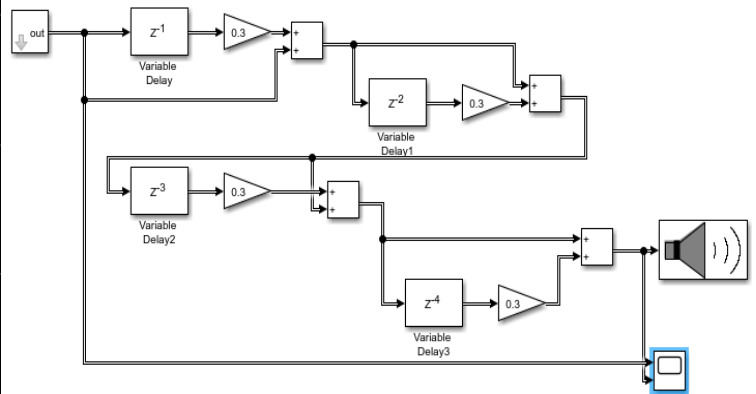 out
z-1
0.3
+
+
Variable
Delay
z-2
0.3
+
+
Variable
Delay1
z-3
0.3
+
+
Variable
Delay2
+
+
z-4
0.3
Variable
Delay3